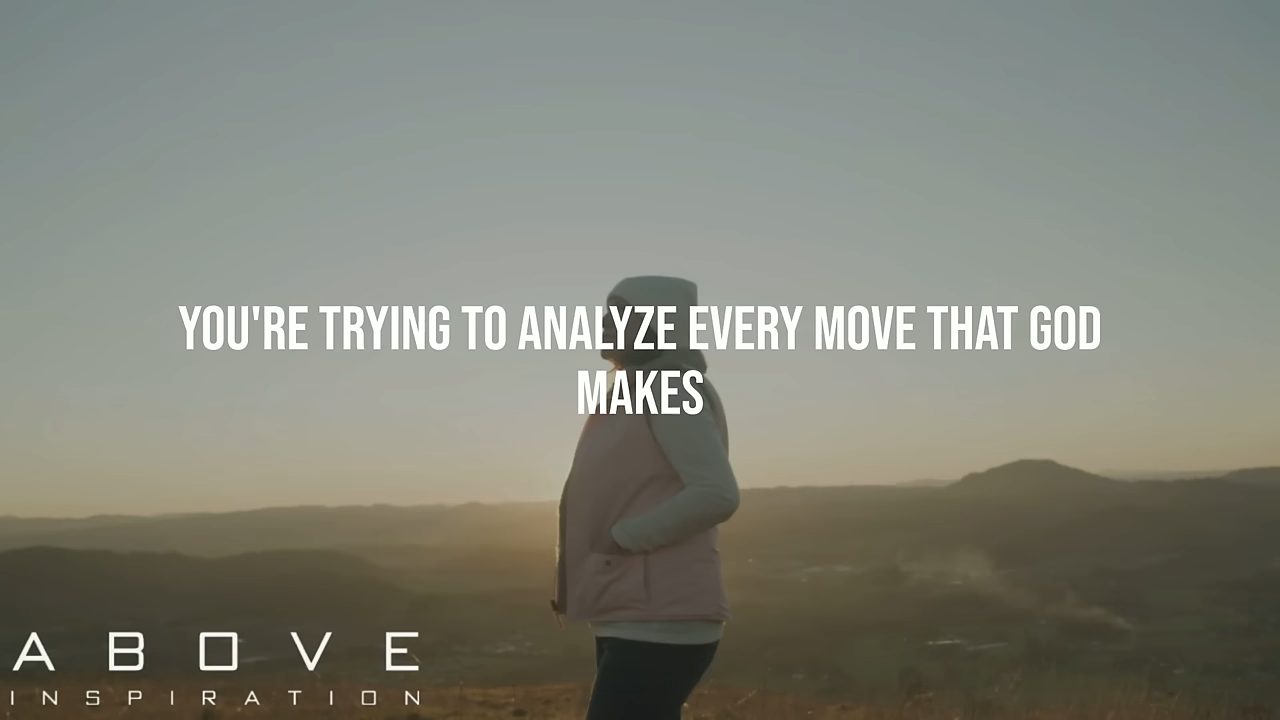 YOU'RE TRYING TO ANALYZE EVERY MOVE THAT GOD
MAKES
ABOVE
INSPIRATION